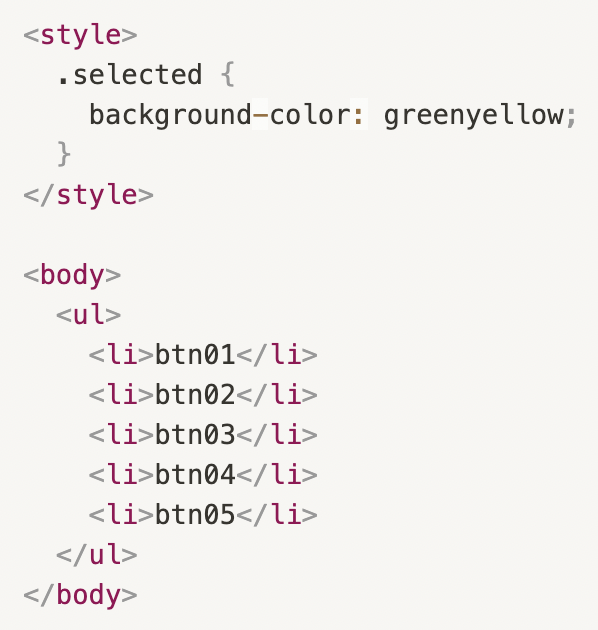 <style>
  .selected {
    background-color: greenyellow;
  }
</style>

<body>
  <ul>
    <li>btn01</li>
    <li>btn02</li>
    <li>btn03</li>
    <li>btn04</li>
    <li>btn05</li>
  </ul>
</body>